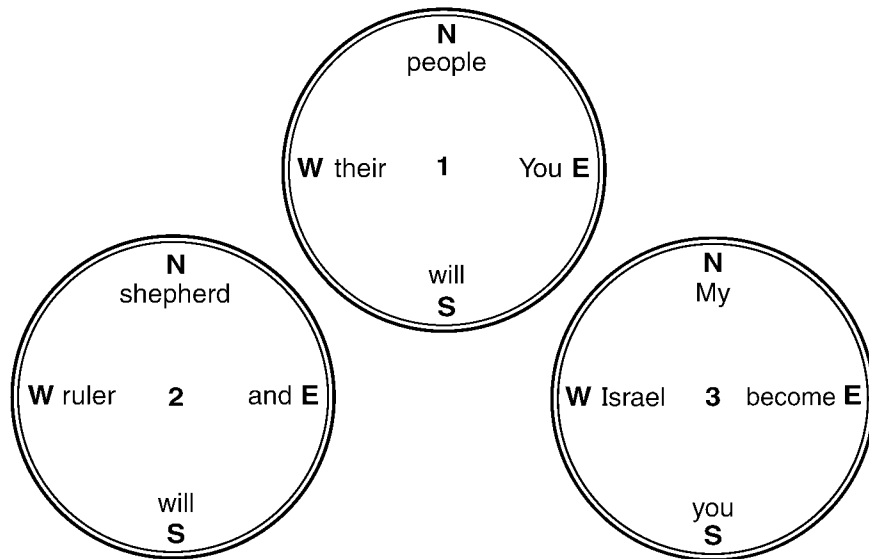 N
people
W their 1 You E
will
S
N
shepherd
W ruler 2 and E
will
S
N
My
W Israel 3 become E
you
S